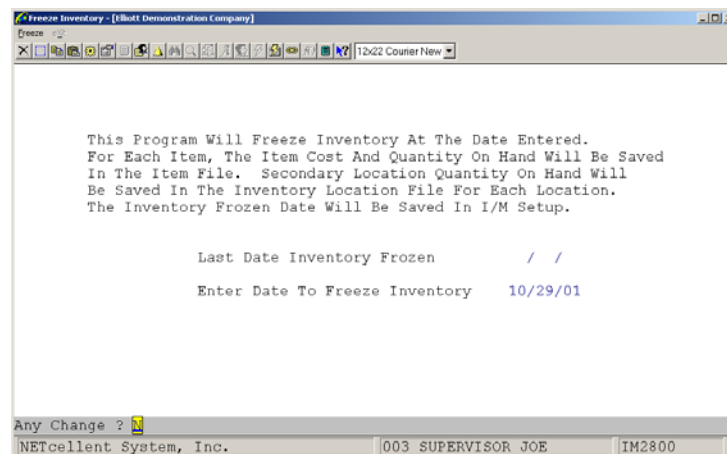 Freeze Inventory - [Elliott Demonstration Company]
Freeze
12x22 Courier New
This Program Will Freeze Inventory At The Date Entered.
For Each Item, The Item Cost And Quantity On Hand Will Be Saved
In The Item File. Secondary Location Quantity On Hand Will
Be Saved In The Inventory Location File For Each Location.
The Inventory Frozen Date Will Be Saved In I/M Setup.
Last Date Inventory Frozen / /
Enter Date To Freeze Inventory 10/29/01
Any Change ? N
NETcellent System, Inc. 003 SUPERVISOR JOE IM2800